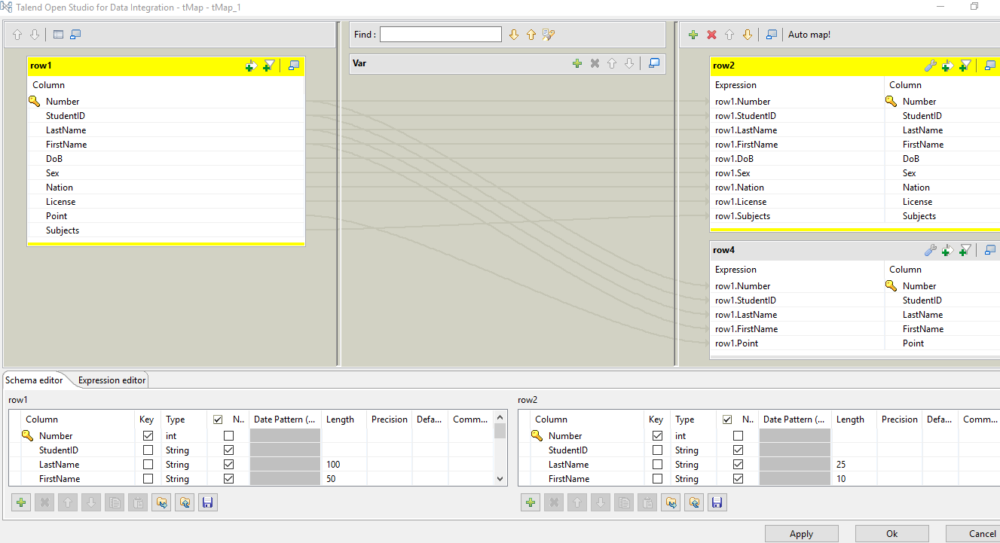 Talend Open Studio for Data Integration - tMap - tMap_1
Find :
Auto map!
row1
Column
Number
StudentID
LastName
FirstName
DoB
Sex
Nation
License
Point
Subjects
Var
row2
Expression Column
row1.Number Number
row1.StudentID StudentID
row1.LastName LastName
row1.FirstName FirstName
row1.DoB DoB
row1.Sex Sex
row1.Nation Nation
row1.License License
row1.Subjects Subjects
row4
Expression Column
row1.Number Number
row1.StudentID StudentID
row1.LastName LastName
row1.FirstName FirstName
row1.Point Point
Schema editor Expression editor
row1
Column Key Type N.. Date Pattern (... Length Precision Defa... Comm...
Number int
StudentID String
LastName String 100
FirstName String 50
row2
Column Key Type N.. Date Pattern (... Length Precision Defa... Comm...
Number int
StudentID String
LastName String 25
FirstName String 10
Apply Ok Cancel